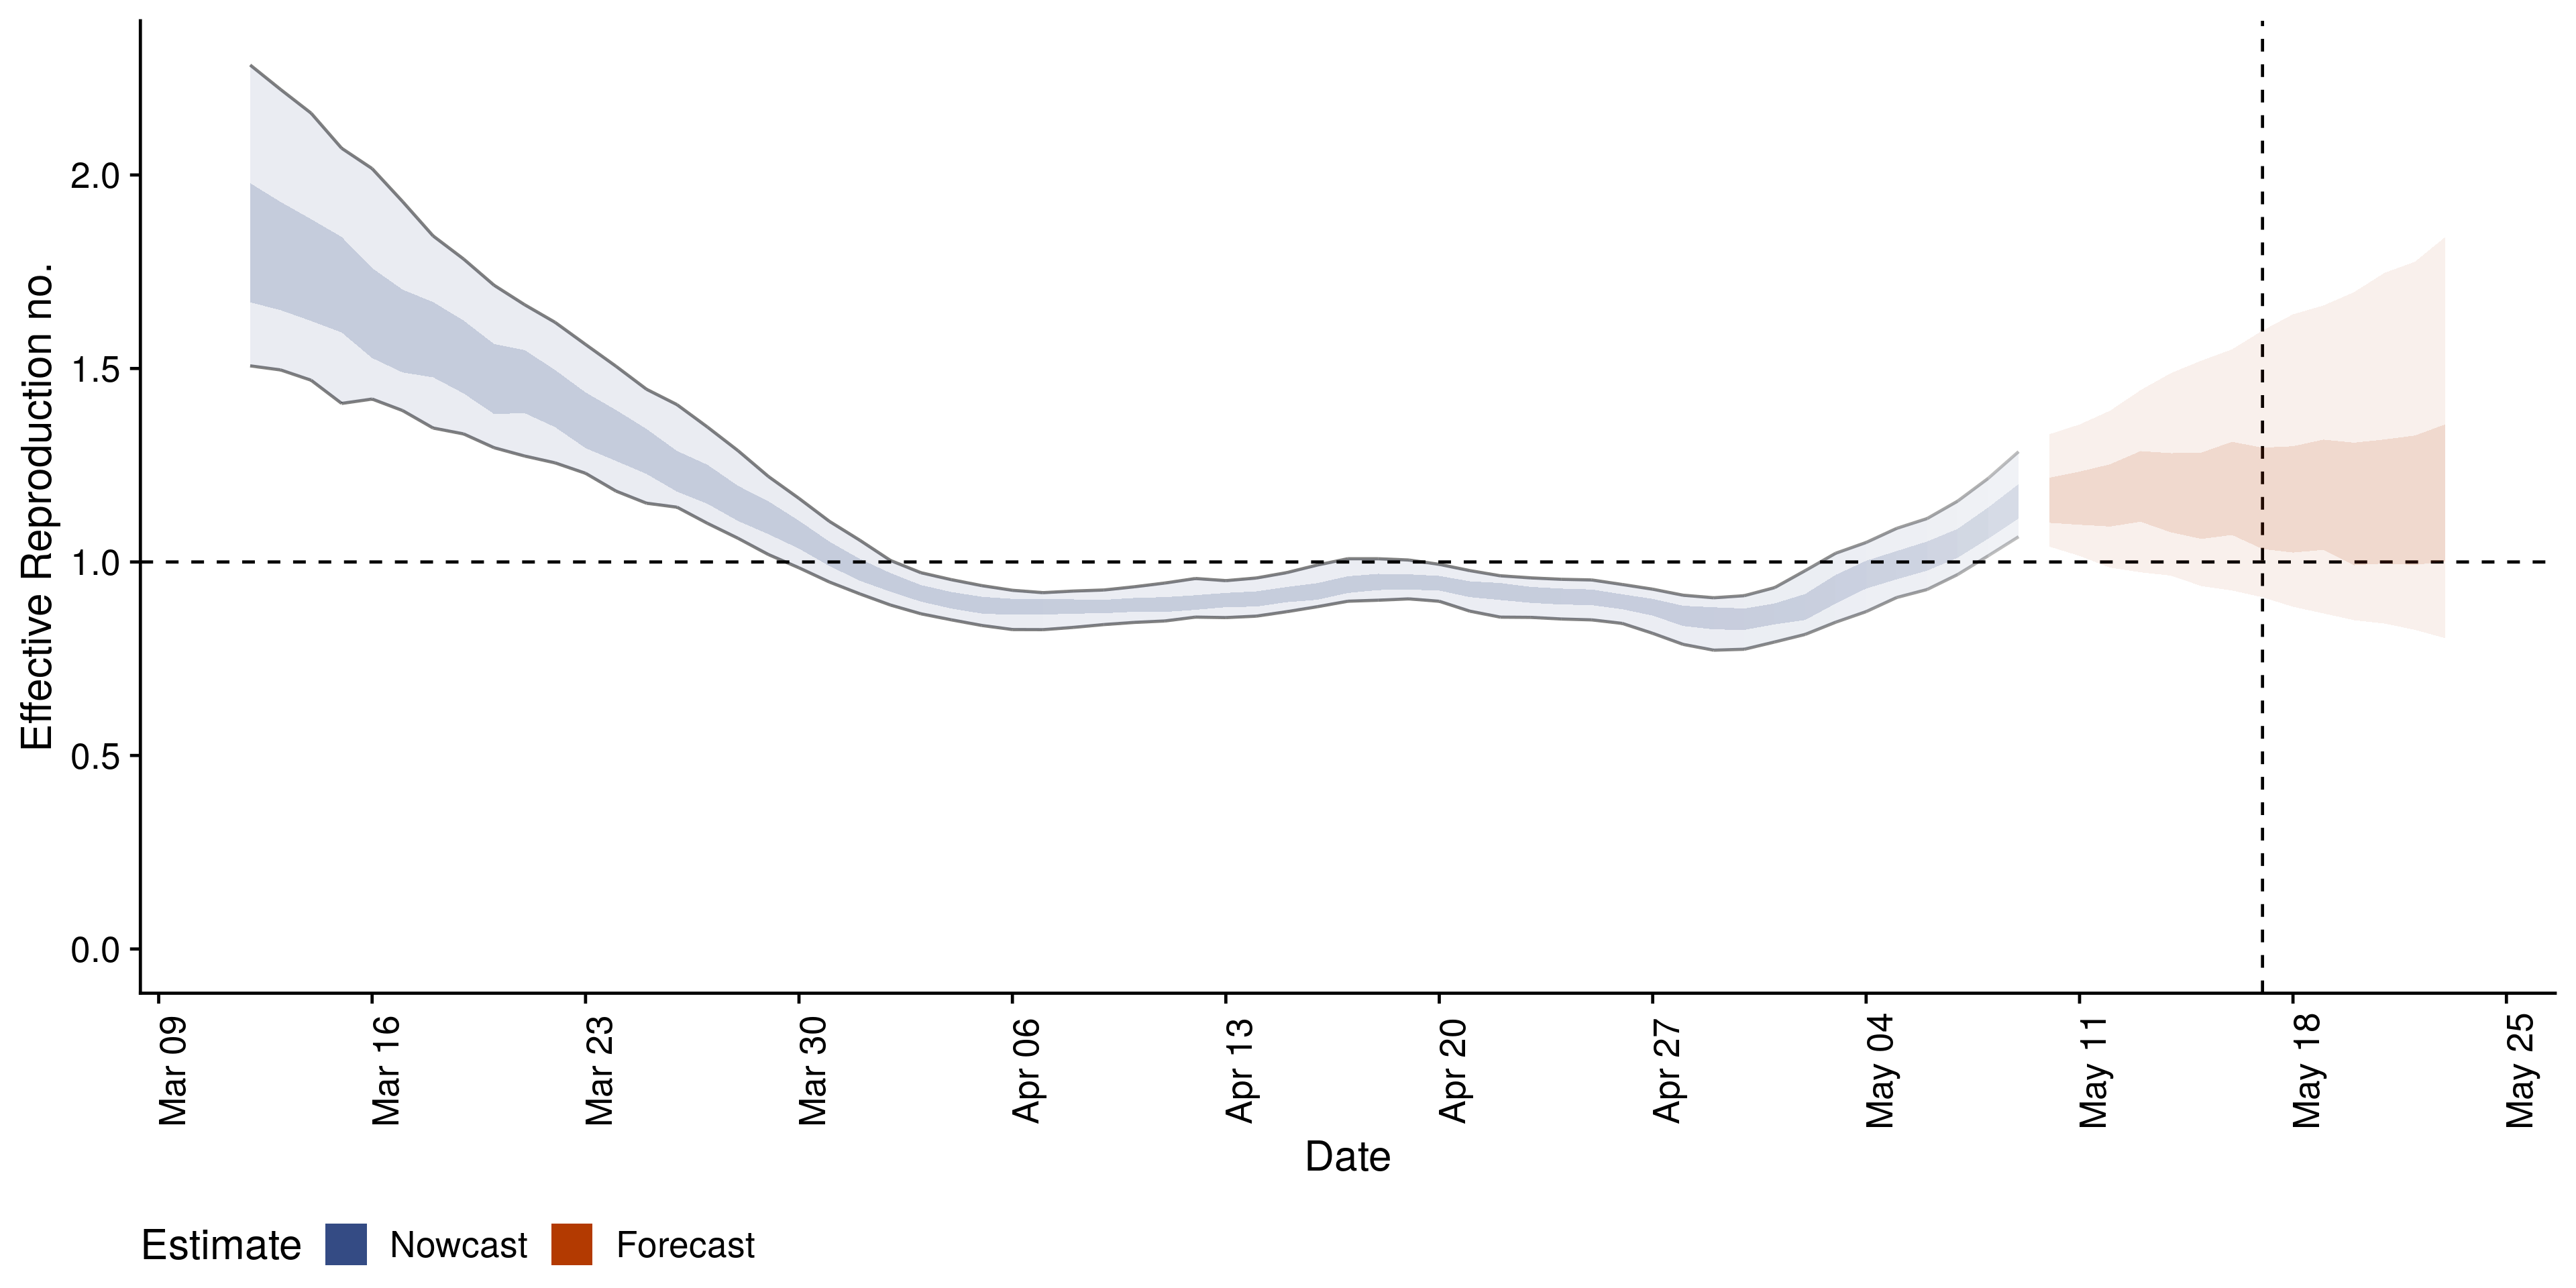 Effective Reproduction no.
2.0
1.5
1.0
0.5
0.0
Mar 09
Mar 16
Mar 23
Mar 30
Apr 06
Apr 13
Apr 20
Apr 27
May 04
May 11
May 18
May 25
Date
Estimate Nowcast Forecast